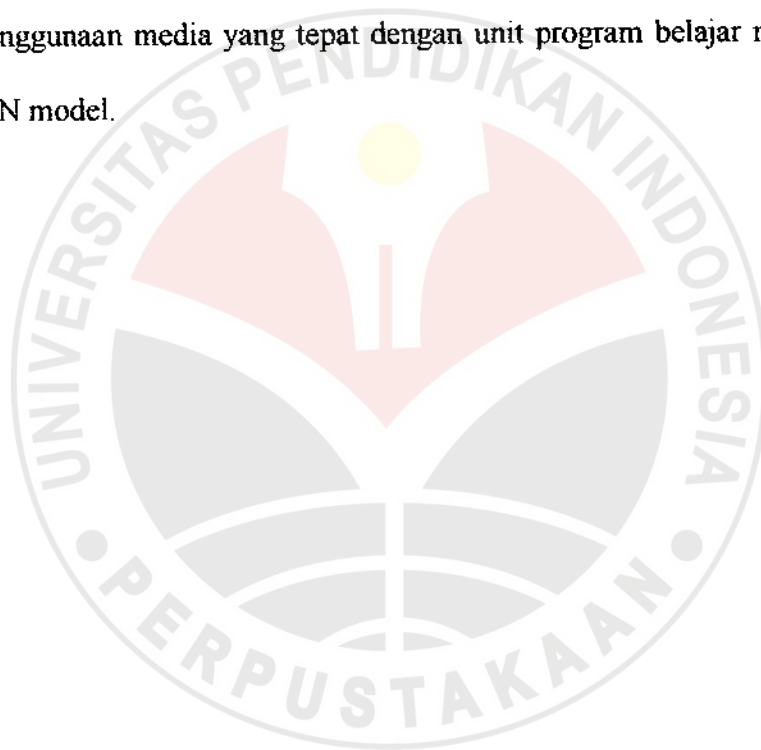 nggunaan media yang tepat dengan unit program belajar
N model.
UNIVERSITAS PENDIDIKAN INDONESIA
PERPUSTAKAAN